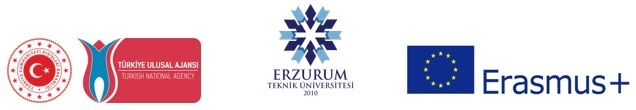 TÜRKİYE ULUSAL AJANSI
TURKISH NATIONAL AGENCY
ERZURUM
TEKNİK ÜNİVERSİTESİ
2010
Erasmus+